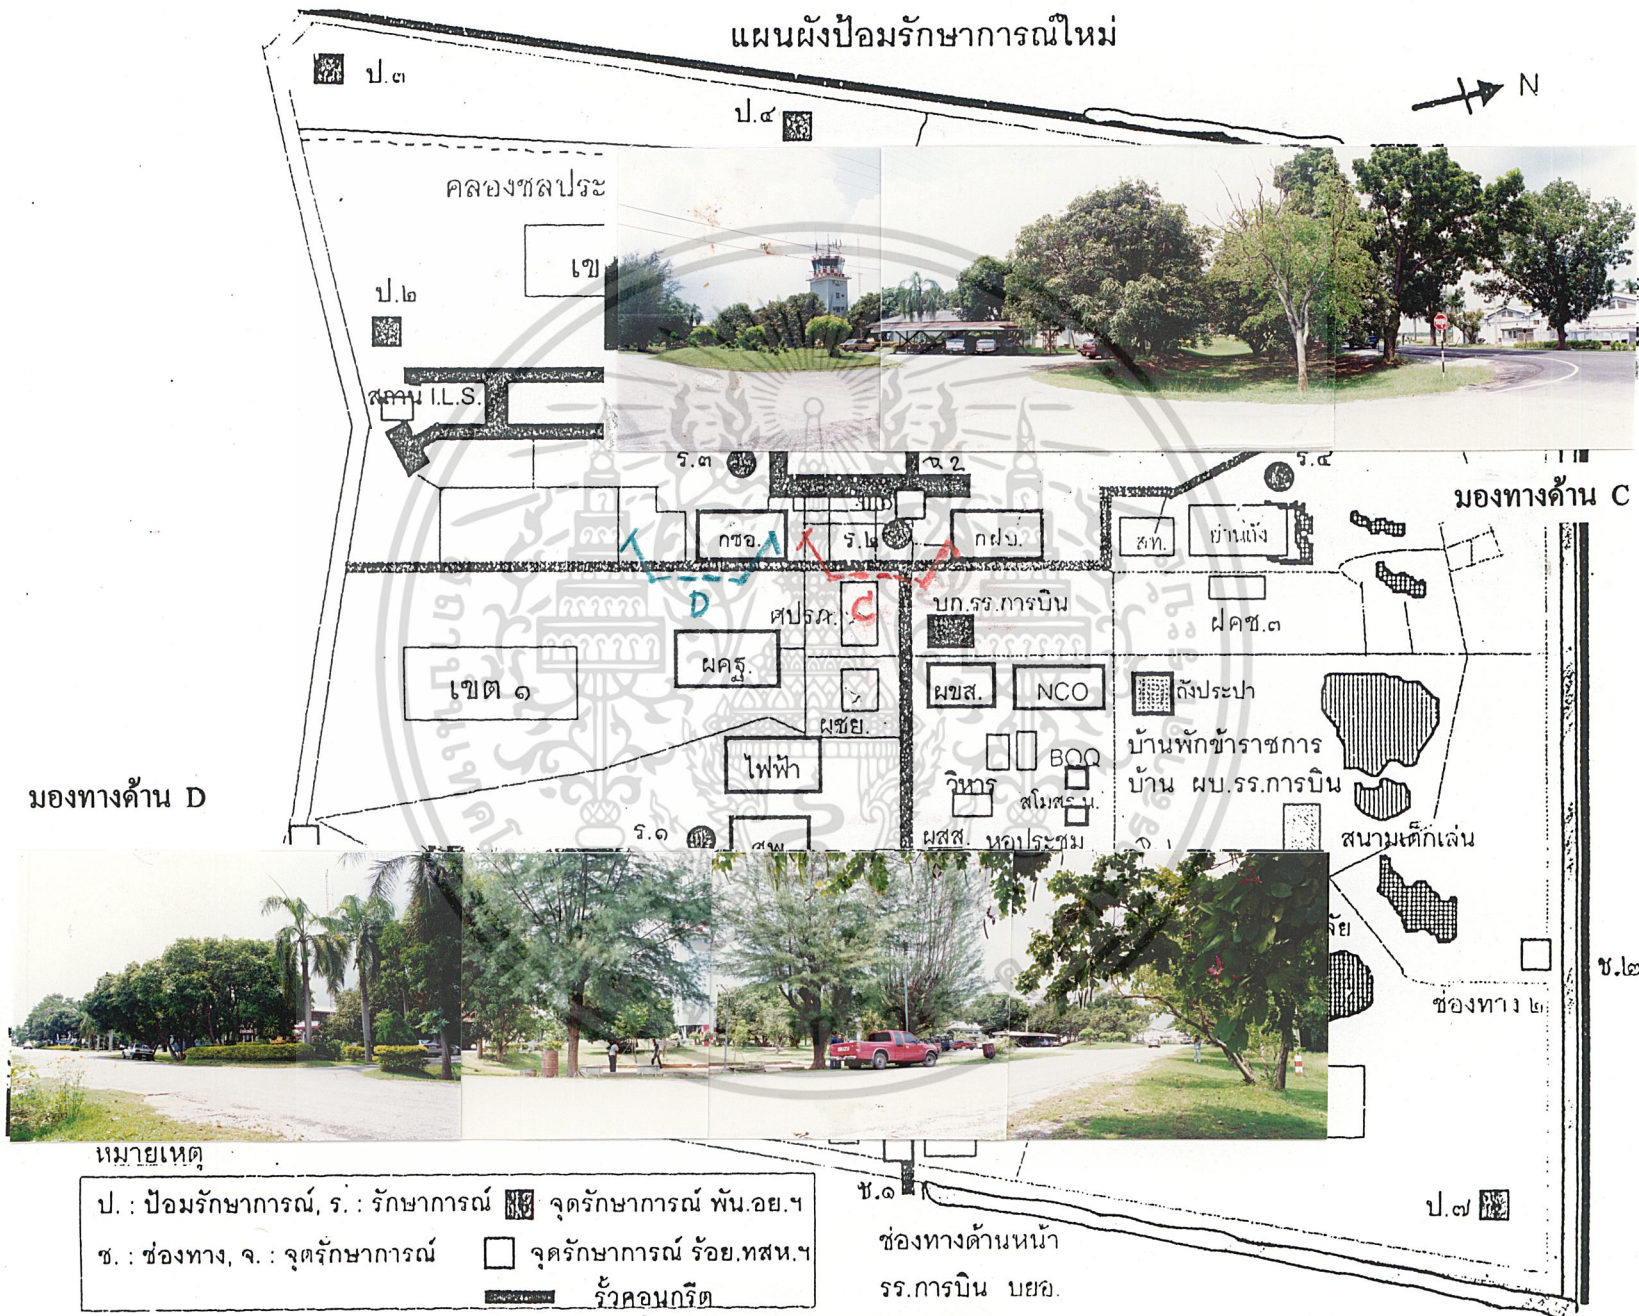 แผนผังป้อมรักษาการณ์ใหม่
N
ป.๓
ป.๔
คลองชลประ
เข
ป.๒
สถาน I.L.S.
ร.๓
จ.2
ร.๔
มองทางด้าน C
กชอ.
ร.๒
กฝบ.
สท.
ย่านถัง
D
C
ศปรภ.
บก.รร.การบิน
ฝคช.๓
เขต ๑
ผคฐ.
ผขส.
NCO
ถังประปา
ผชย.
บ้านพักข้าราชการ
ไฟฟ้า
BOQ
วิหาร
บ้าน ผบ.รร.การบิน
มองทางด้าน D
สโมสร น.
ร.๑
ผสส.
หอประชุม
สนามเด็กเล่น
ช.๒
ช่องทาง ๒
หมายเหตุ
ป. : ป้อมรักษาการณ์, ร. : รักษาการณ์ จุดรักษาการณ์ พัน.อย.ฯ
ช. : ช่องทาง, จ. : จุดรักษาการณ์ จุดรักษาการณ์ ร้อย.ทสห.ฯ
รั้วคอนกรีต
ช.๑
ช่องทางด้านหน้า
รร.การบิน บยอ.
ป.๗